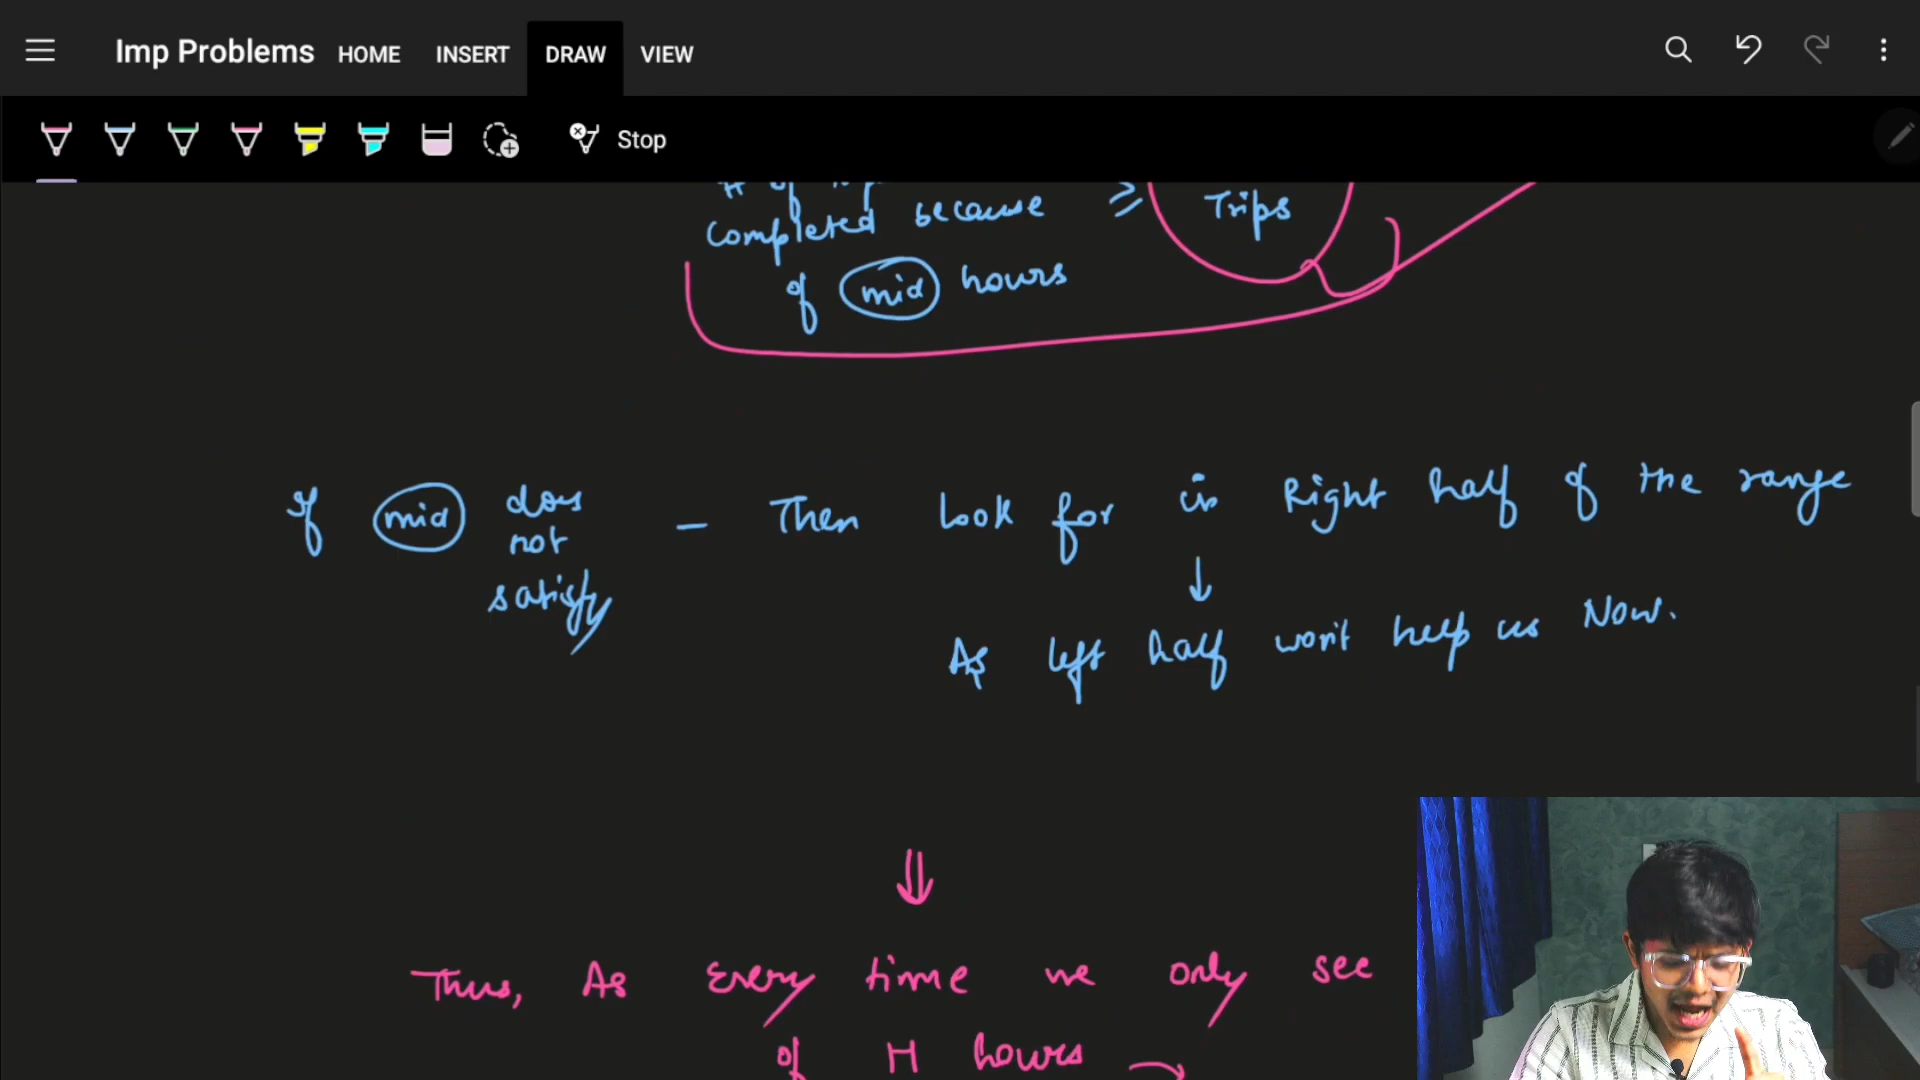 Imp Problems HOME INSERT DRAW VIEW
Stop
# of
completed because ≥ Trips
of mid hours
if mid does not satisfy - Then look for in Right half of the range
↓
As left half won't help us Now.
⇓
Thus, As Every time we only see
of H hours →